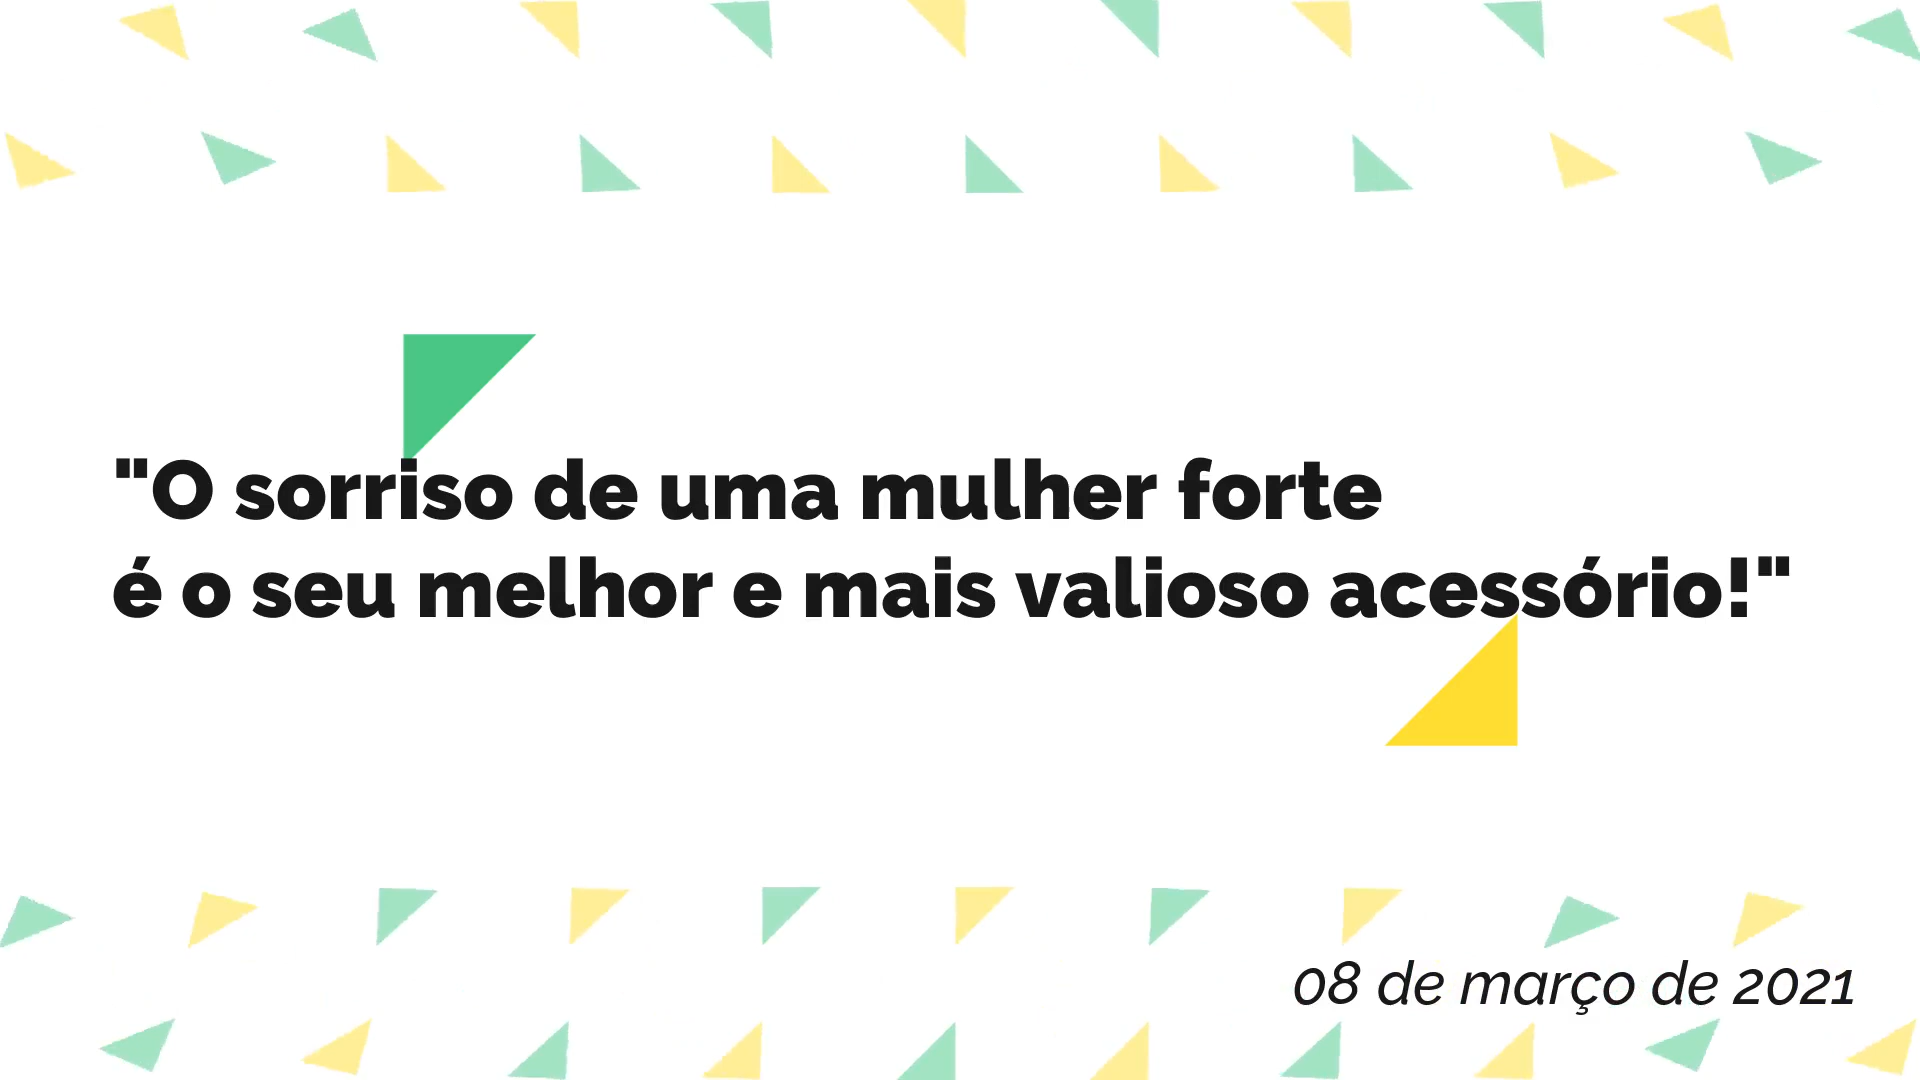 "O sorriso de uma mulher forte
é o seu melhor e mais valioso acessório!"
08 de março de 2021